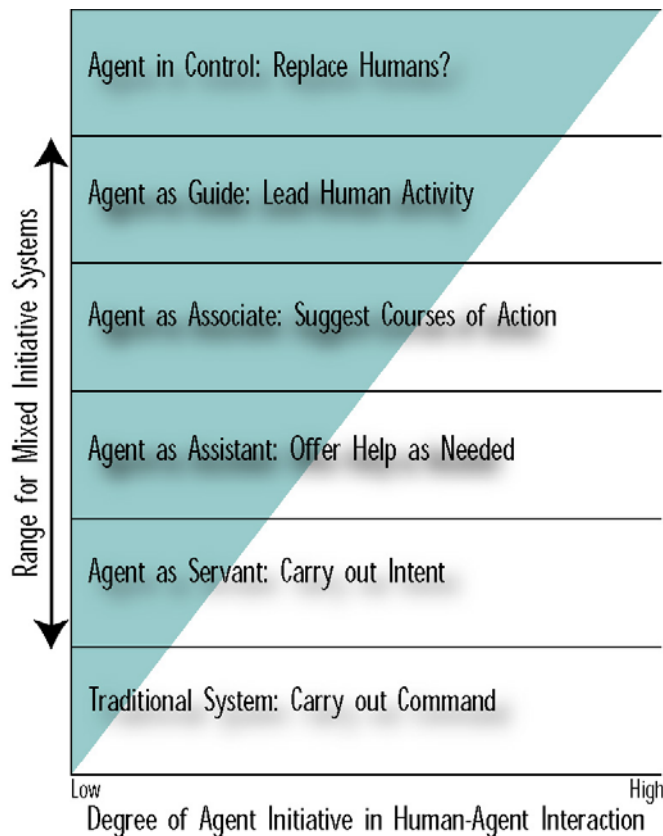 Agent in Control: Replace Humans?
Agent as Guide: Lead Human Activity
Agent as Associate: Suggest Courses of Action
Agent as Assistant: Offer Help as Needed
Agent as Servant: Carry out Intent
Traditional System: Carry out Command
Range for Mixed Initiative Systems
Low
High
Degree of Agent Initiative in Human-Agent Interaction